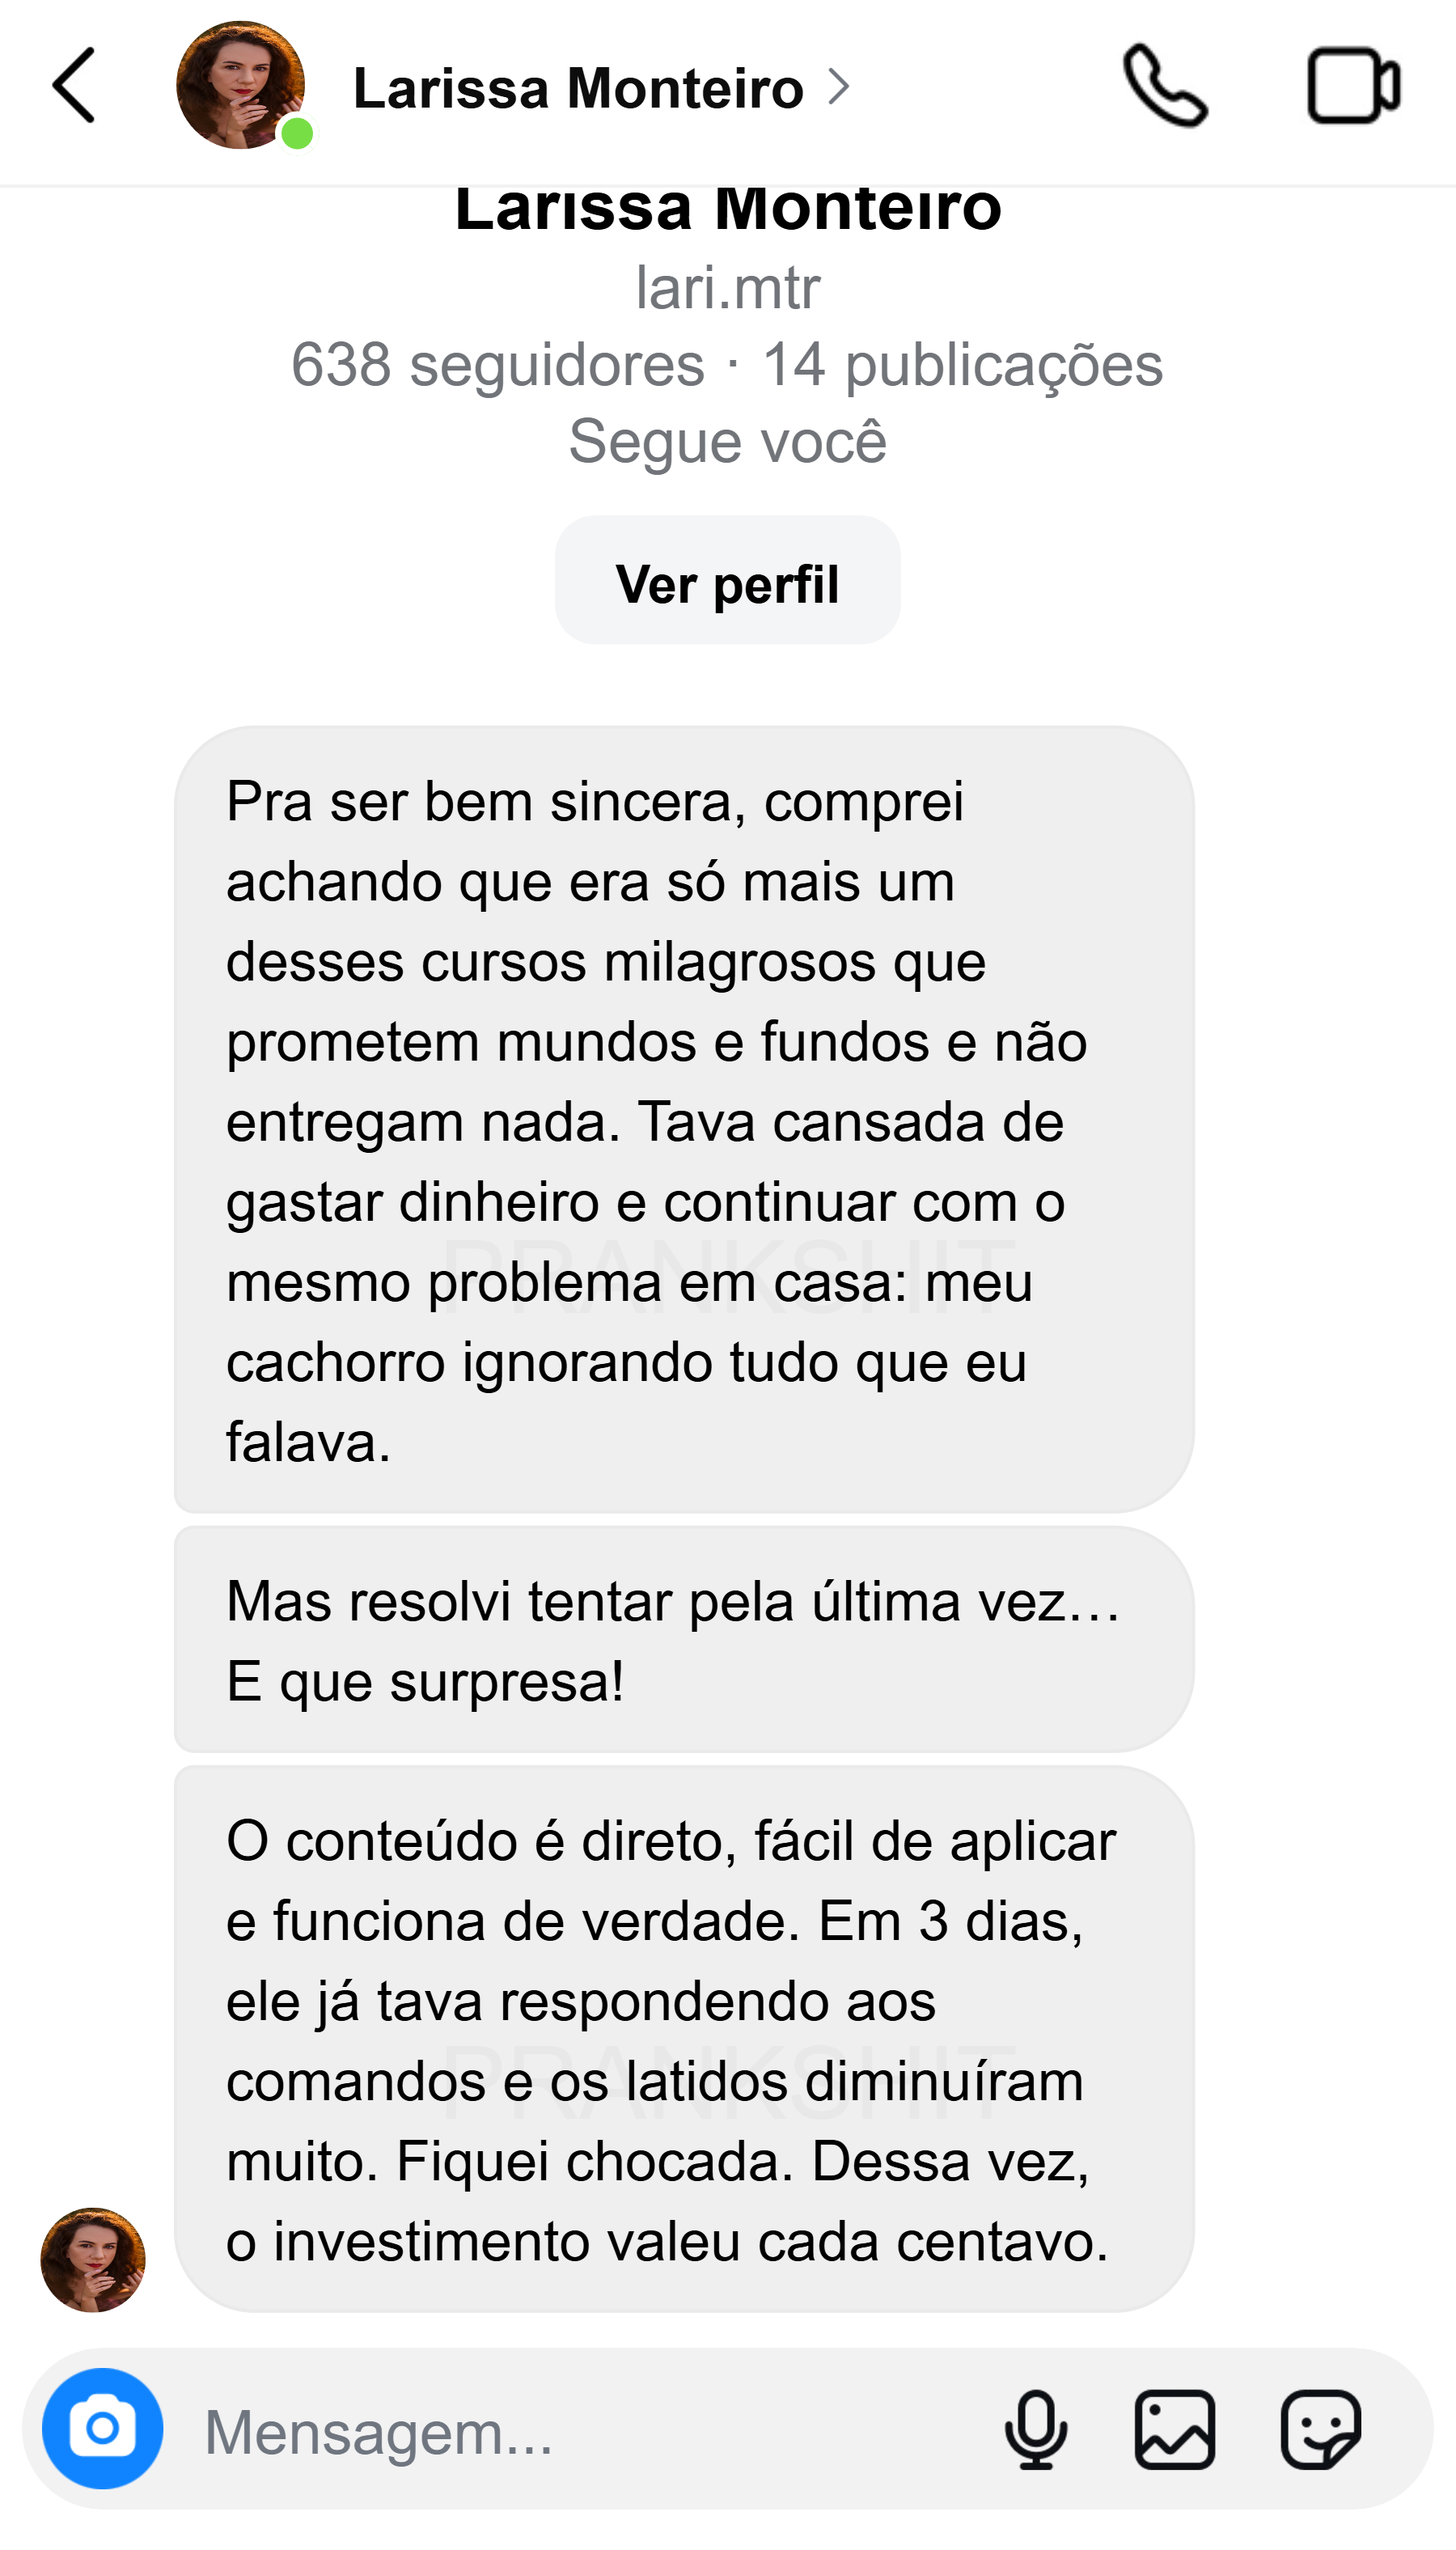 Larissa Monteiro
Larissa Monteiro
lari.mtr
638 seguidores · 14 publicações
Segue você
Ver perfil
Pra ser bem sincera, comprei
achando que era só mais um
desses cursos milagrosos que
prometem mundos e fundos e não
entregam nada. Tava cansada de
gastar dinheiro e continuar com o
mesmo problema em casa: meu
cachorro ignorando tudo que eu
falava.
PRANKSHIT
Mas resolvi tentar pela última vez...
E que surpresa!
O conteúdo é direto, fácil de aplicar
e funciona de verdade. Em 3 dias,
ele já tava respondendo aos
comandos e os latidos diminuíram
muito. Fiquei chocada. Dessa vez,
o investimento valeu cada centavo.
PRANKSHIT
Mensagem...